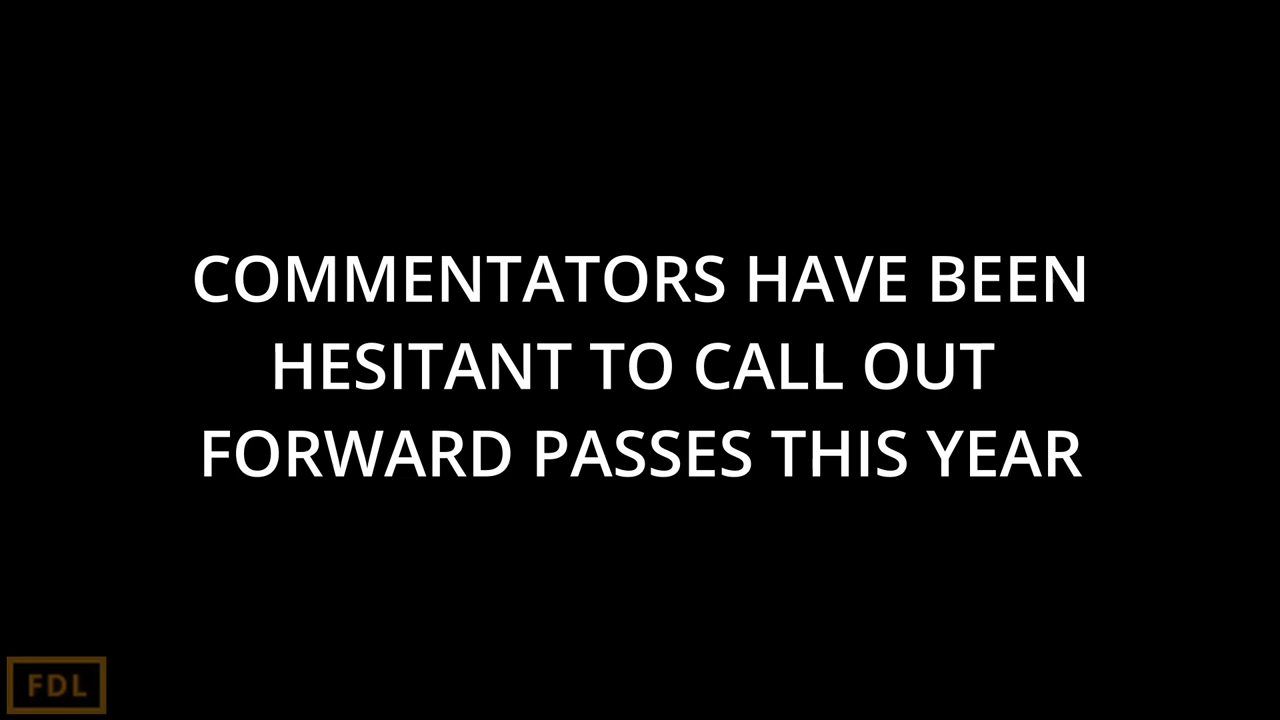 COMMENTATORS HAVE BEEN
HESITANT TO CALL OUT
FORWARD PASSES THIS YEAR
FDL